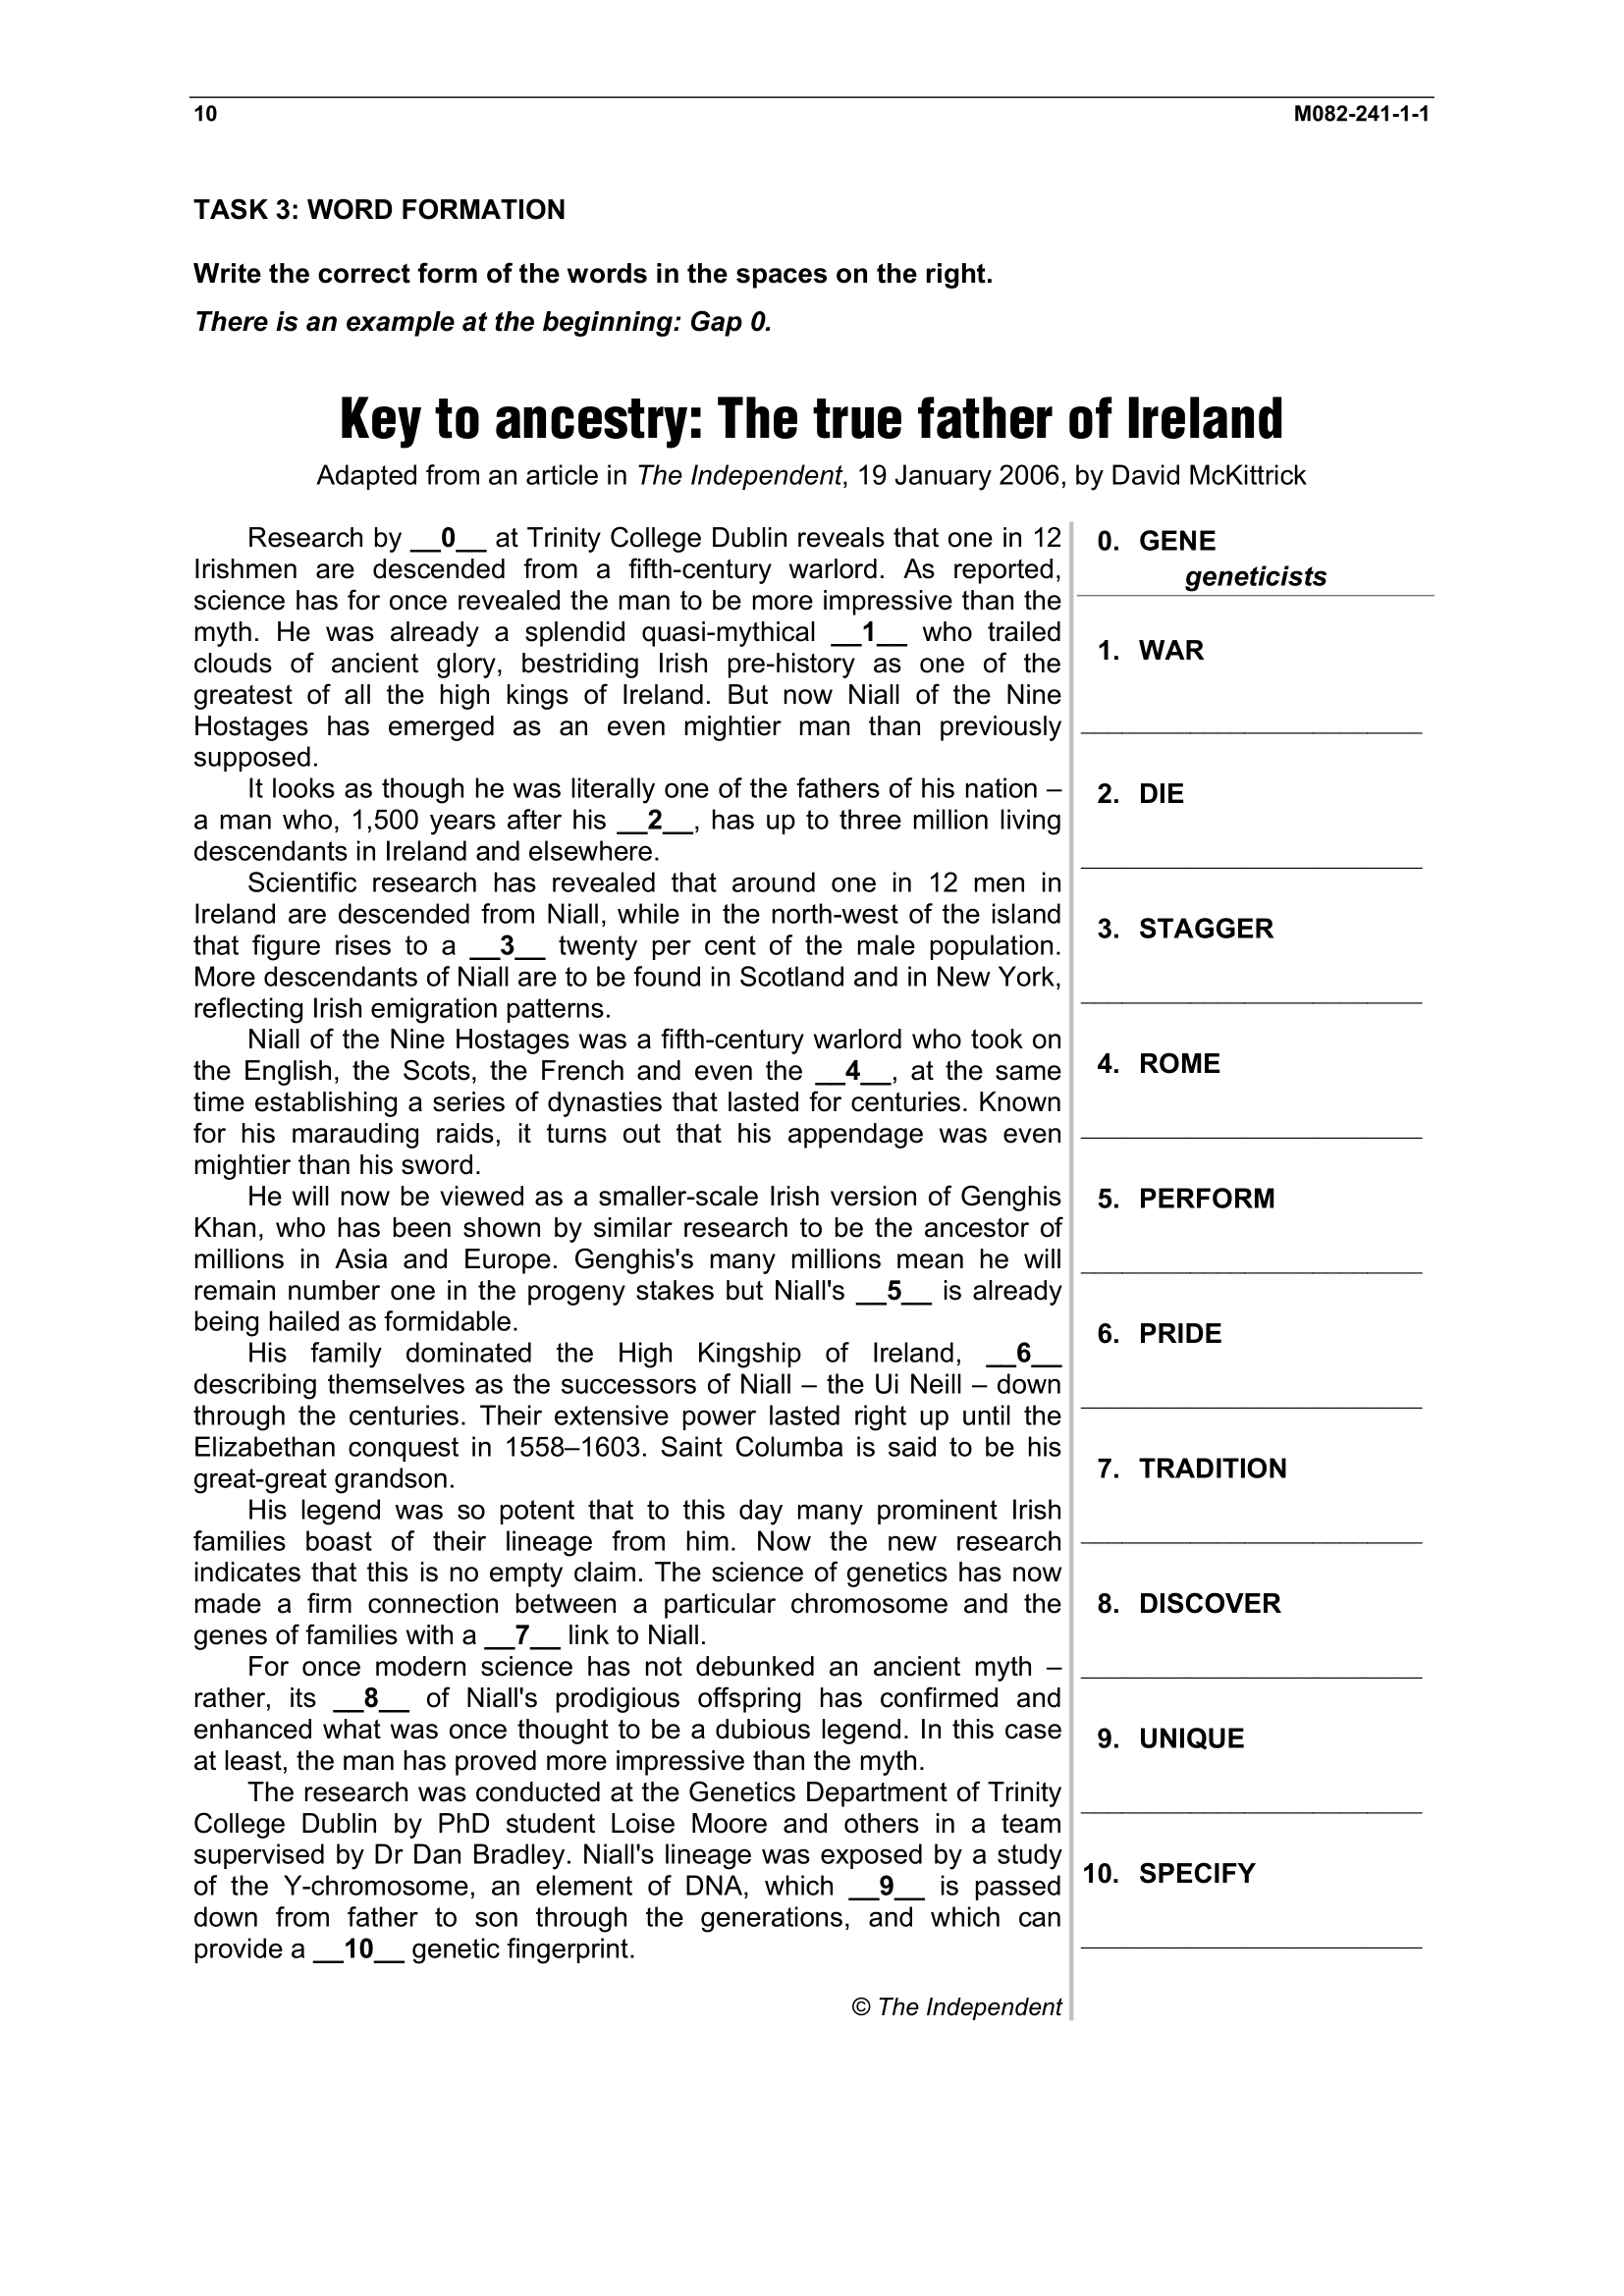 10 M082-241-1-1
TASK 3: WORD FORMATION
Write the correct form of the words in the spaces on the right.
There is an example at the beginning: Gap 0.
Key to ancestry: The true father of Ireland
Adapted from an article in The Independent, 19 January 2006, by David McKittrick
Research by __0__ at Trinity College Dublin reveals that one in 12
Irishmen are descended from a fifth-century warlord. As reported,
science has for once revealed the man to be more impressive than the
myth. He was already a splendid quasi-mythical __1__ who trailed
clouds of ancient glory, bestriding Irish pre-history as one of the
greatest of all the high kings of Ireland. But now Niall of the Nine
Hostages has emerged as an even mightier man than previously
supposed.
It looks as though he was literally one of the fathers of his nation –
a man who, 1,500 years after his __2__, has up to three million living
descendants in Ireland and elsewhere.
Scientific research has revealed that around one in 12 men in
Ireland are descended from Niall, while in the north-west of the island
that figure rises to a __3__ twenty per cent of the male population.
More descendants of Niall are to be found in Scotland and in New York,
reflecting Irish emigration patterns.
Niall of the Nine Hostages was a fifth-century warlord who took on
the English, the Scots, the French and even the __4__, at the same
time establishing a series of dynasties that lasted for centuries. Known
for his marauding raids, it turns out that his appendage was even
mightier than his sword.
He will now be viewed as a smaller-scale Irish version of Genghis
Khan, who has been shown by similar research to be the ancestor of
millions in Asia and Europe. Genghis's many millions mean he will
remain number one in the progeny stakes but Niall's __5__ is already
being hailed as formidable.
His family dominated the High Kingship of Ireland, __6__
describing themselves as the successors of Niall – the Ui Neill – down
through the centuries. Their extensive power lasted right up until the
Elizabethan conquest in 1558–1603. Saint Columba is said to be his
great-great grandson.
His legend was so potent that to this day many prominent Irish
families boast of their lineage from him. Now the new research
indicates that this is no empty claim. The science of genetics has now
made a firm connection between a particular chromosome and the
genes of families with a __7__ link to Niall.
For once modern science has not debunked an ancient myth –
rather, its __8__ of Niall's prodigious offspring has confirmed and
enhanced what was once thought to be a dubious legend. In this case
at least, the man has proved more impressive than the myth.
The research was conducted at the Genetics Department of Trinity
College Dublin by PhD student Loise Moore and others in a team
supervised by Dr Dan Bradley. Niall's lineage was exposed by a study
of the Y-chromosome, an element of DNA, which __9__ is passed
down from father to son through the generations, and which can
provide a __10__ genetic fingerprint.
© The Independent
0. GENE
geneticists
1. WAR
2. DIE
3. STAGGER
4. ROME
5. PERFORM
6. PRIDE
7. TRADITION
8. DISCOVER
9. UNIQUE
10. SPECIFY